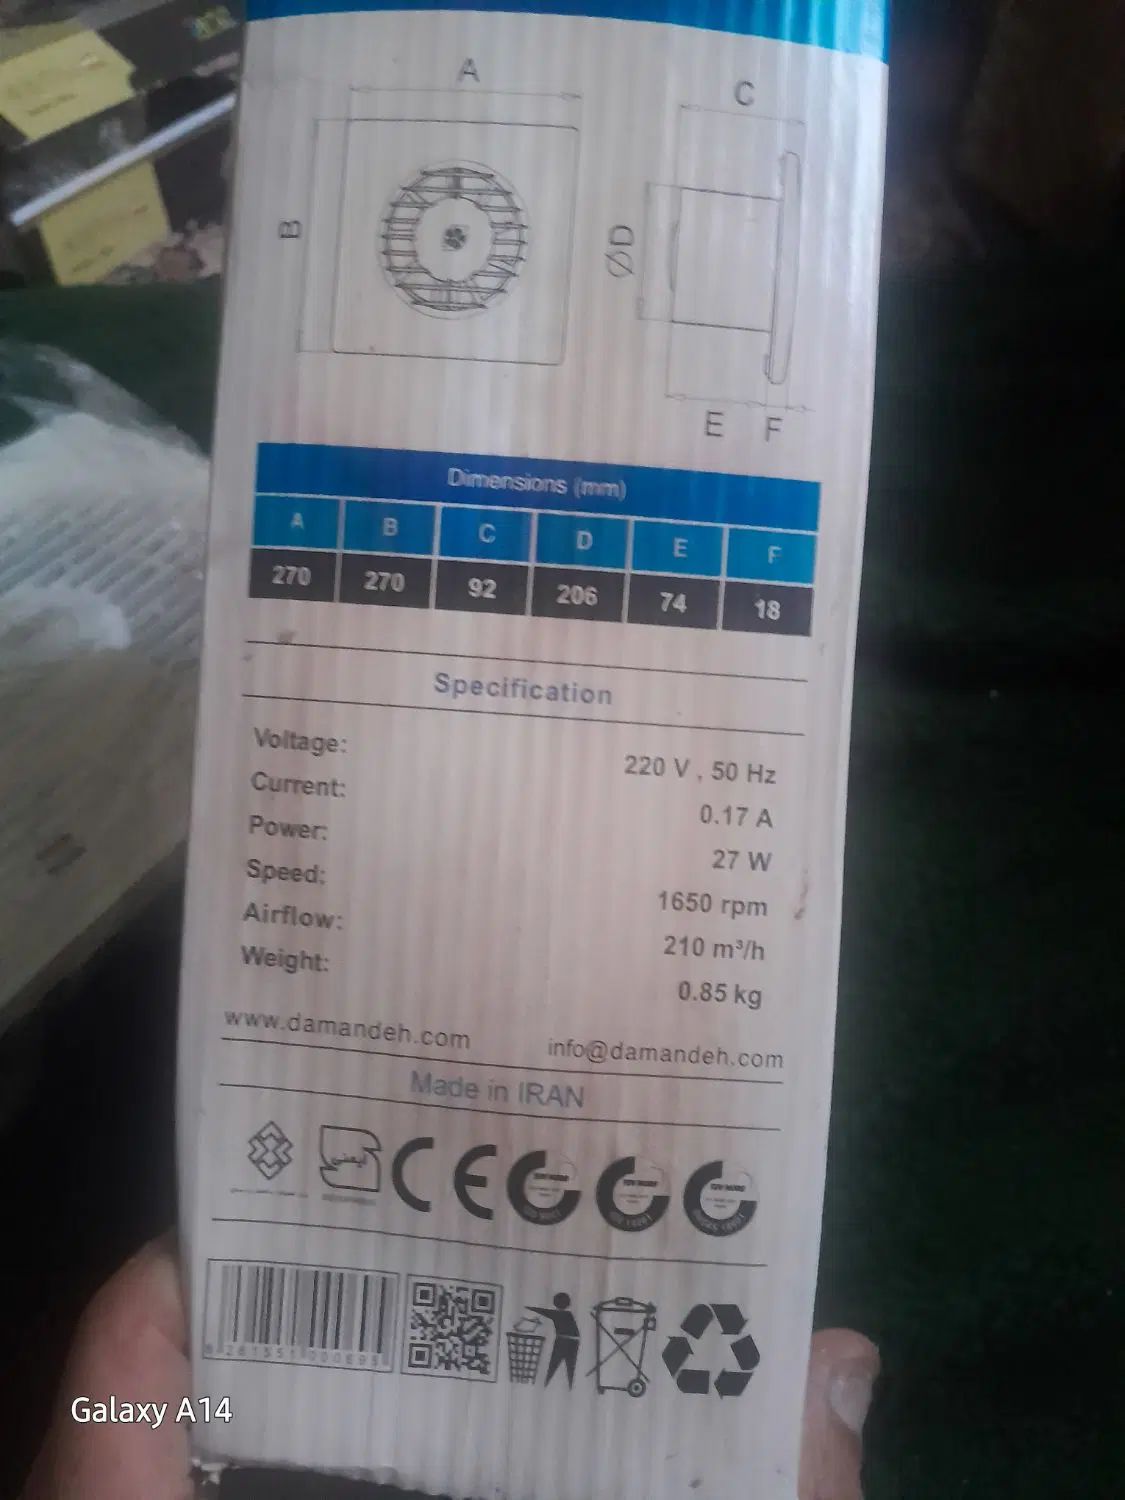 A
C
B
ØD
E F
Dimensions (mm)
A B C D E F
270 270 92 206 74 18
Specification
Voltage: 220 V , 50 Hz
Current: 0.17 A
Power: 27 W
Speed: 1650 rpm
Airflow: 210 m³/h
Weight: 0.85 kg
www.damandeh.com info@damandeh.com
Made in IRAN
ایمنی
CE
Galaxy A14